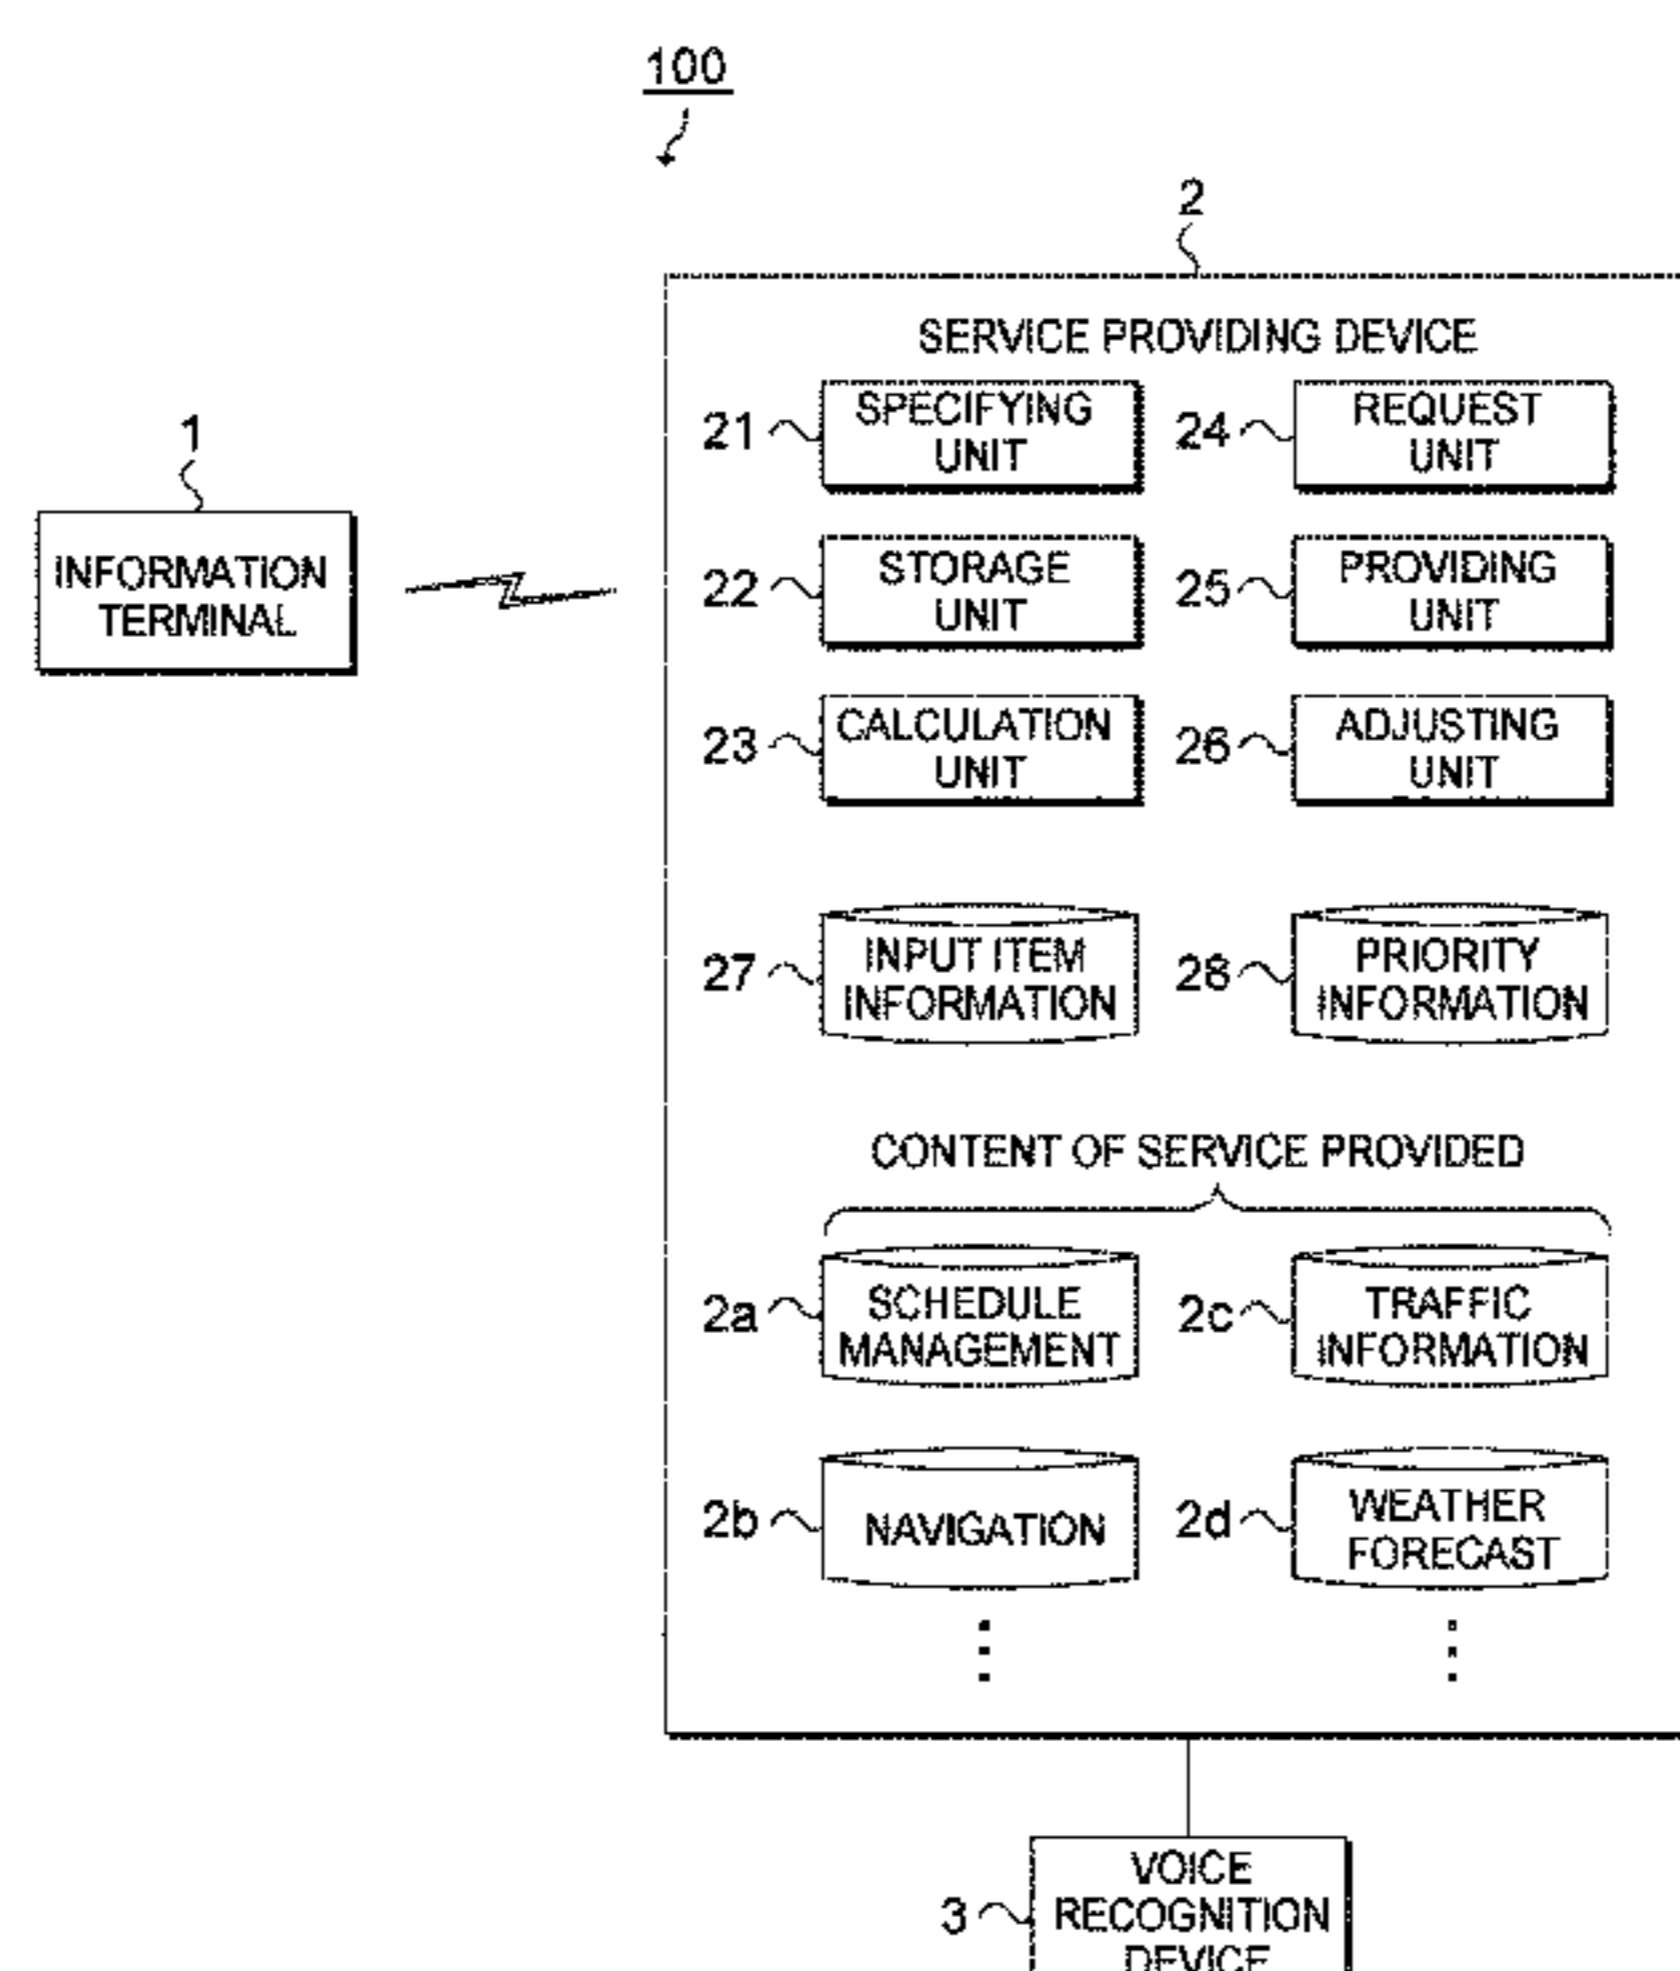 100
2
SERVICE PROVIDING DEVICE
21 SPECIFYING UNIT
24 REQUEST UNIT
1
INFORMATION
TERMINAL
22 STORAGE UNIT
25 PROVIDING UNIT
23 CALCULATION UNIT
26 ADJUSTING UNIT
27 INPUT ITEM INFORMATION
28 PRIORITY INFORMATION
CONTENT OF SERVICE PROVIDED
2a SCHEDULE MANAGEMENT
2c TRAFFIC INFORMATION
2b NAVIGATION
2d WEATHER FORECAST
3 VOICE
RECOGNITION
DEVICE